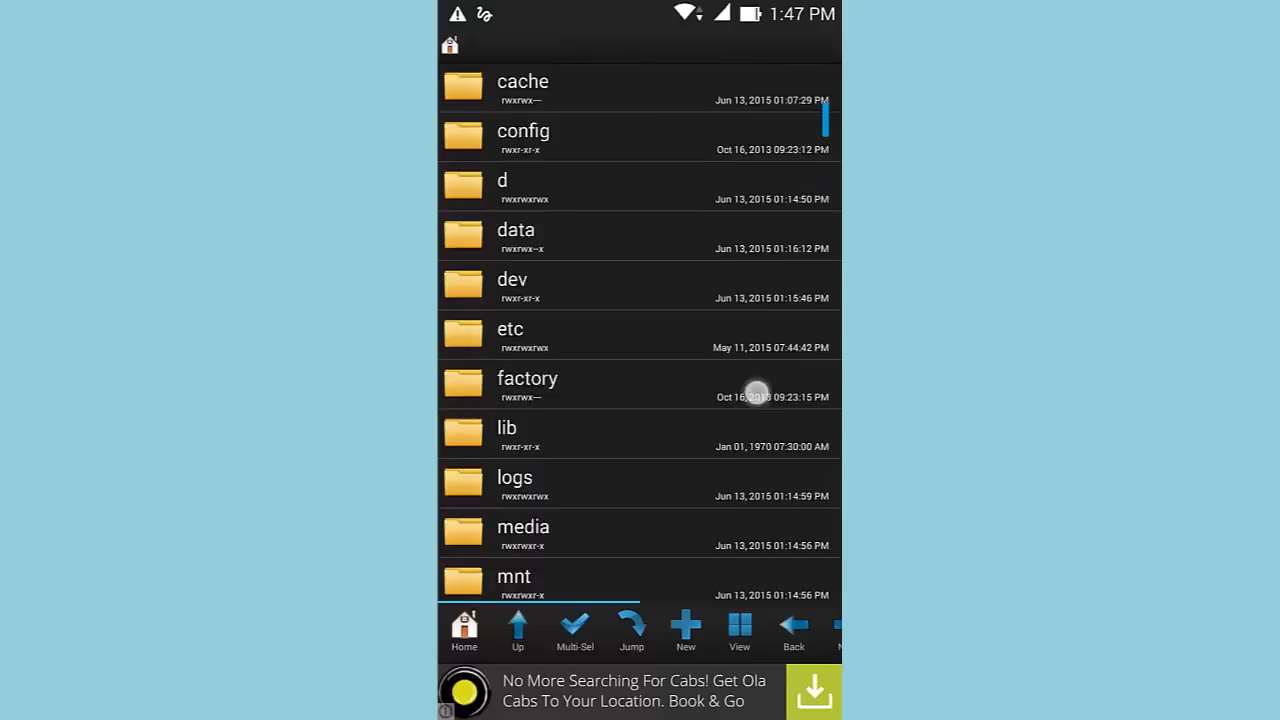 1:47 PM
cache
rwxrwx---
Jun 13, 2015 01:07:29 PM
config
rwxr-xr-x
Oct 16, 2013 09:23:12 PM
d
rwxrwxrwx
Jun 13, 2015 01:14:50 PM
data
rwxrwx--x
Jun 13, 2015 01:16:12 PM
dev
rwxr-xr-x
Jun 13, 2015 01:15:46 PM
etc
rwxrwxrwx
May 11, 2015 07:44:42 PM
factory
rwxrwx---
Oct 16, 2013 09:23:15 PM
lib
rwxr-xr-x
Jan 01, 1970 07:30:00 AM
logs
rwxrwxrwx
Jun 13, 2015 01:14:59 PM
media
rwxrwxr-x
Jun 13, 2015 01:14:56 PM
mnt
rwxrwxr-x
Jun 13, 2015 01:14:56 PM
Home
Up
Multi-Sel
Jump
New
View
Back
No More Searching For Cabs! Get Ola
Cabs To Your Location. Book & Go